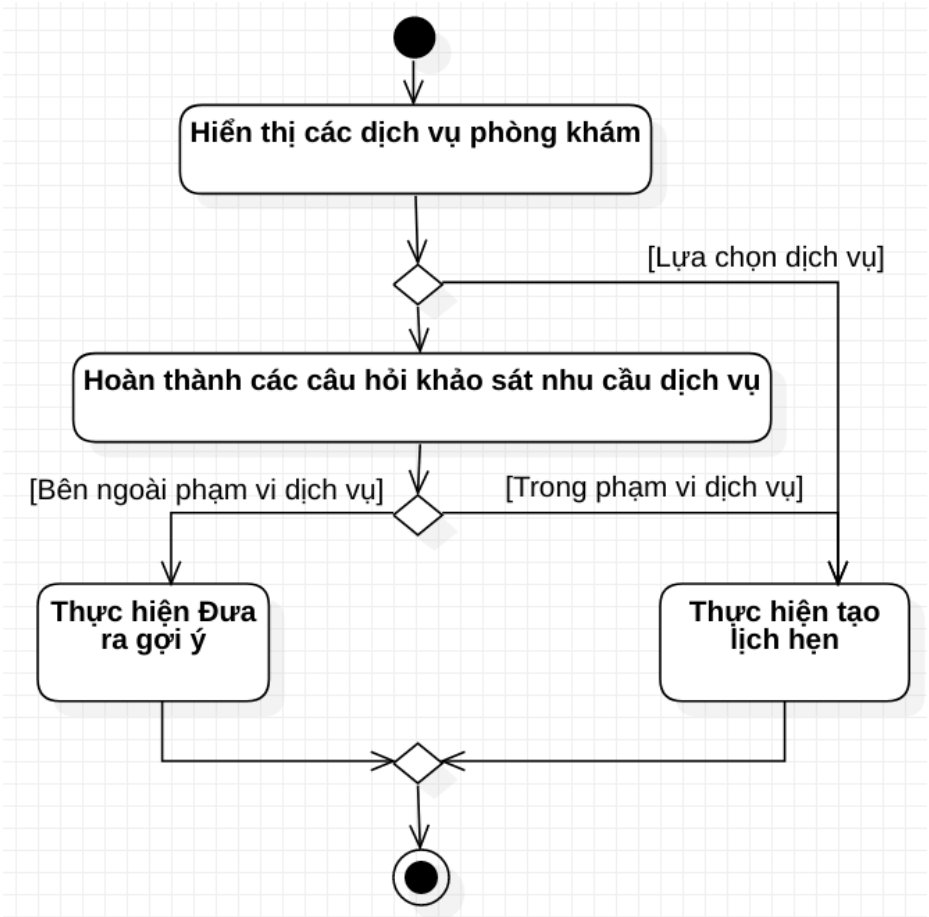 Hiển thị các dịch vụ phòng khám
[Lựa chọn dịch vụ]
Hoàn thành các câu hỏi khảo sát nhu cầu dịch vụ
[Bên ngoài phạm vi dịch vụ]
[Trong phạm vi dịch vụ]
Thực hiện Đưa
ra gợi ý
Thực hiện tạo
lịch hẹn